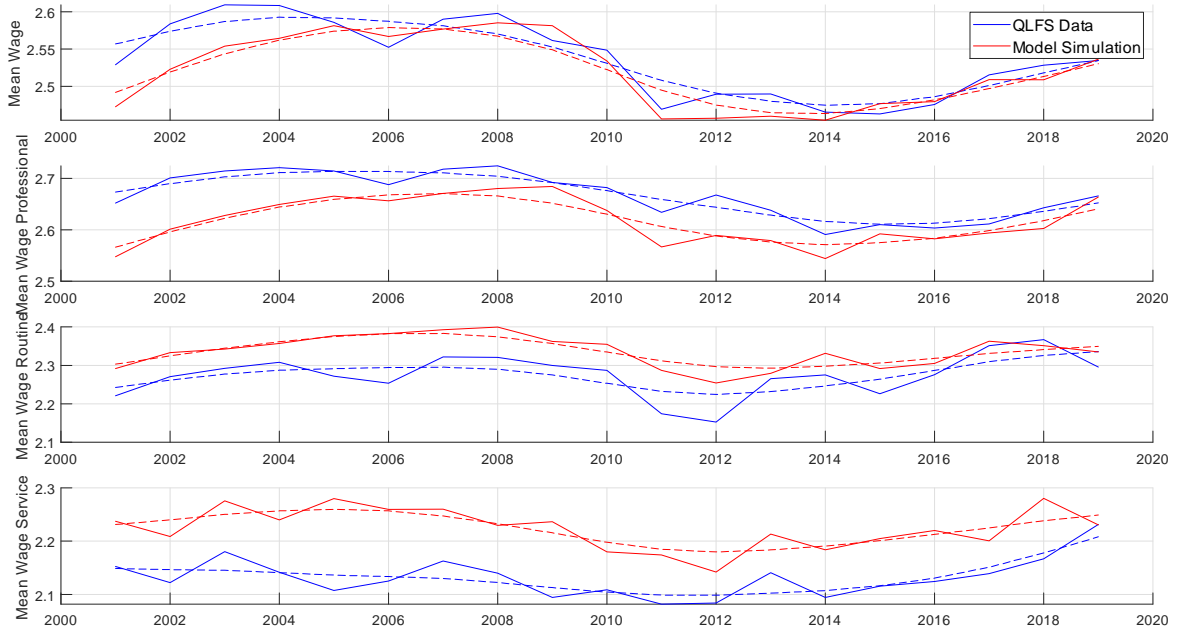 Mean Wage
2.6
2.55
2.5
QLFS Data
Model Simulation
2000 2002 2004 2006 2008 2010 2012 2014 2016 2018 2020
Mean Wage Professional
2.7
2.6
2.5
2000 2002 2004 2006 2008 2010 2012 2014 2016 2018 2020
Mean Wage Routine
2.4
2.3
2.2
2.1
2000 2002 2004 2006 2008 2010 2012 2014 2016 2018 2020
Mean Wage Service
2.3
2.2
2.1
2000 2002 2004 2006 2008 2010 2012 2014 2016 2018 2020